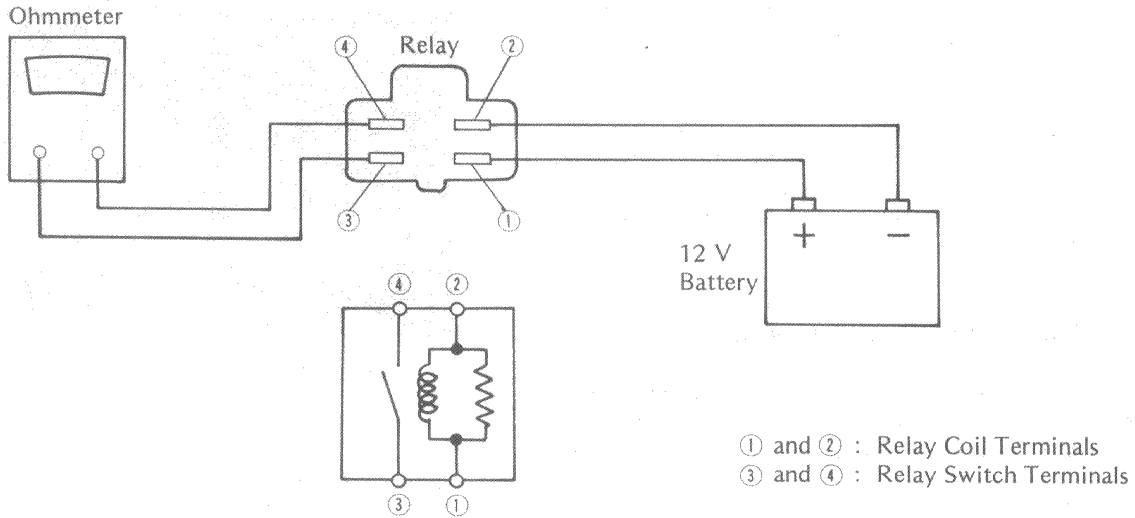 Ohmmeter
④ Relay ②
③ ①
12 V
Battery
+ −
④ ②
③ ①
① and ② : Relay Coil Terminals
③ and ④ : Relay Switch Terminals